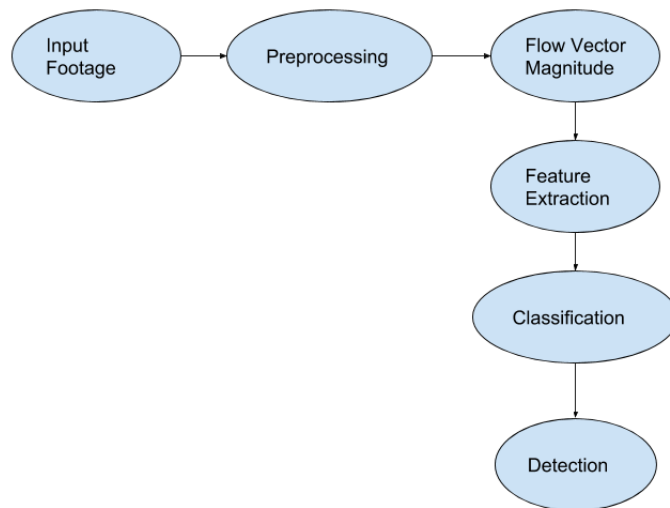 Input
Footage
Preprocessing
Flow Vector
Magnitude
Feature
Extraction
Classification
Detection